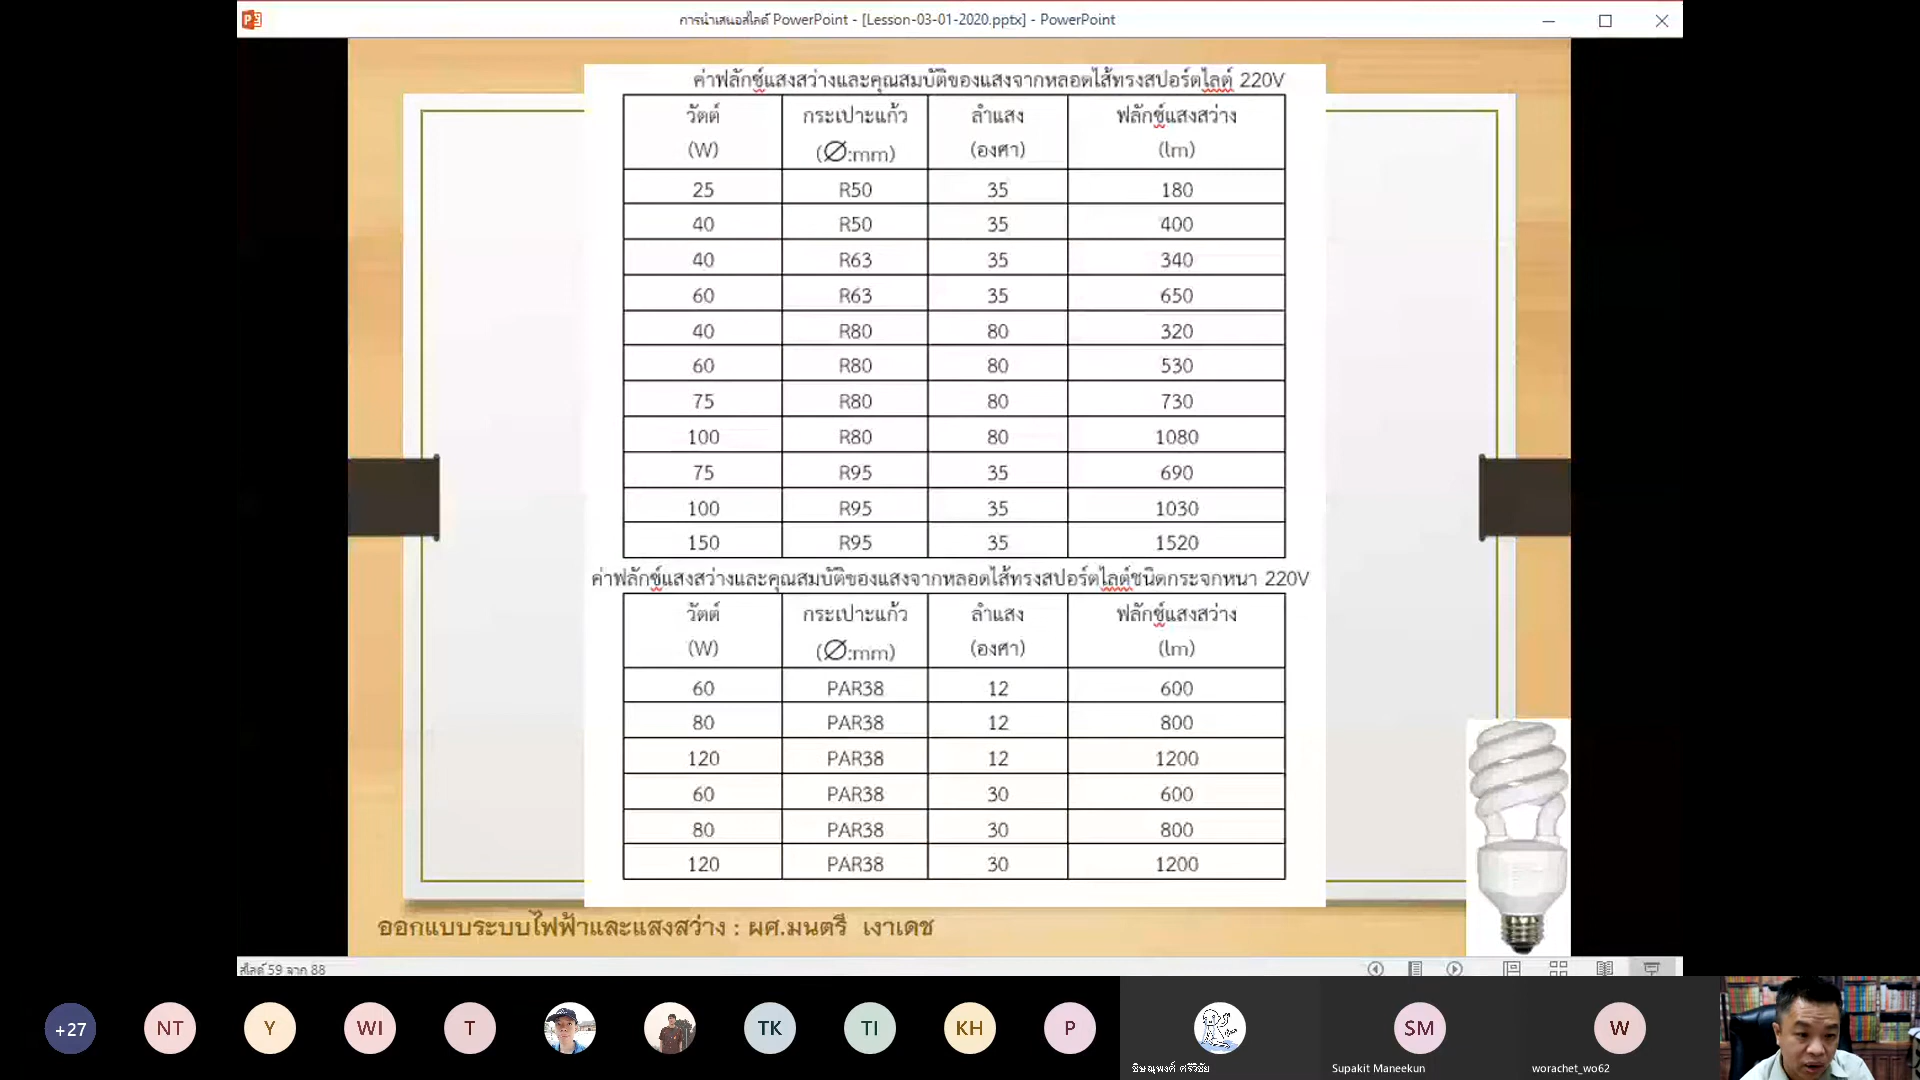 การนำเสนอสไลด์ PowerPoint - [Lesson-03-01-2020.pptx] - PowerPoint
ค่าฟลักซ์แสงสว่างและคุณสมบัติของแสงจากหลอดไส้ทรงสปอร์ตไลต์ 220V
วัตต์ กระเปาะแก้ว ลำแสง ฟลักซ์แสงสว่าง
(W) (Ø:mm) (องศา) (lm)
25 R50 35 180
40 R50 35 400
40 R63 35 340
60 R63 35 650
40 R80 80 320
60 R80 80 530
75 R80 80 730
100 R80 80 1080
75 R95 35 690
100 R95 35 1030
150 R95 35 1520
ค่าฟลักซ์แสงสว่างและคุณสมบัติของแสงจากหลอดไส้ทรงสปอร์ตไลต์ชนิดกระจกหนา 220V
วัตต์ กระเปาะแก้ว ลำแสง ฟลักซ์แสงสว่าง
(W) (Ø:mm) (องศา) (lm)
60 PAR38 12 600
80 PAR38 12 800
120 PAR38 12 1200
60 PAR38 30 600
80 PAR38 30 800
120 PAR38 30 1200
ออกแบบระบบไฟฟ้าและแสงสว่าง : ผศ.มนตรี เงาเดช
สไลด์ 59 จาก 88
+27 NT Y WI T TK TI KH P SM W
ชิษณุพงศ์ ศรีวิชัย Supakit Maneekun worachet_wo62